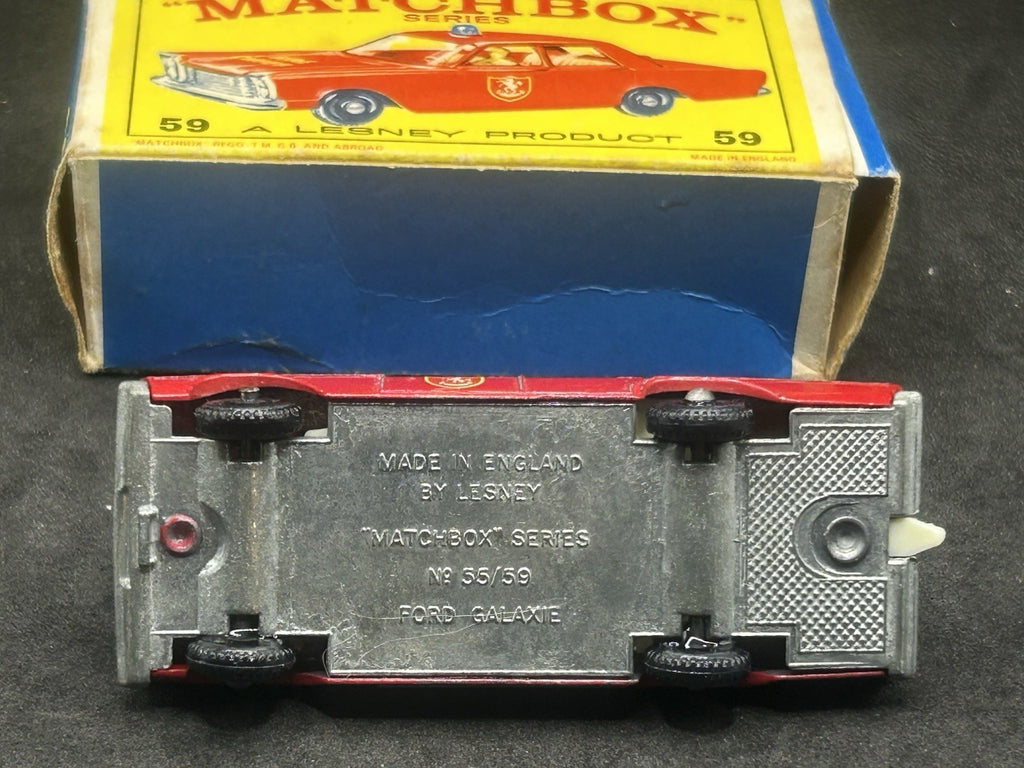 "MATCHBOX"
SERIES
59 A LESNEY PRODUCT 59
MATCHBOX REGD T.M. G.B. AND ABROAD
MADE IN ENGLAND
MADE IN ENGLAND
BY LESNEY
"MATCHBOX" SERIES
Nº 55/59
FORD GALAXIE